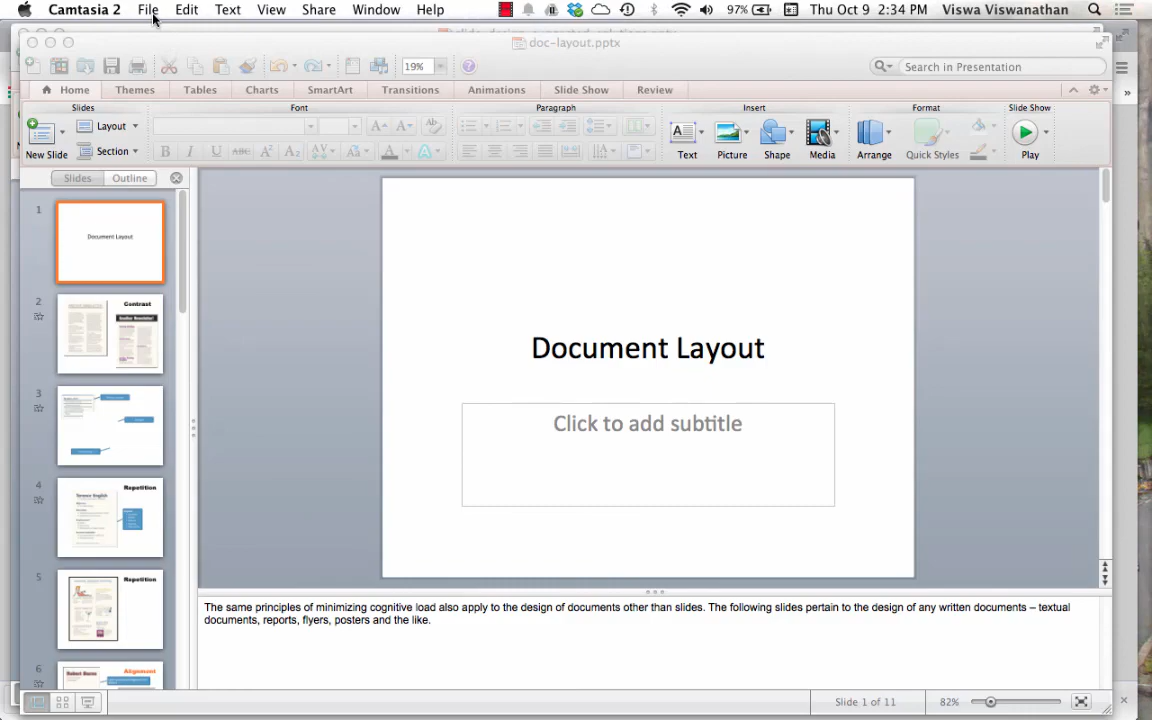 Camtasia 2 File Edit Text View Share Window Help 97% Thu Oct 9 2:34 PM Viswa Viswanathan
doc-layout.pptx
19% Search in Presentation
Home Themes Tables Charts SmartArt Transitions Animations Slide Show Review
Slides Font Paragraph Insert Format Slide Show
New Slide Layout Section
B I U ABC A² A₂ Text Picture Shape Media Arrange Quick Styles Play
Slides Outline
1
Document Layout
2
Contrast
3
4
Repetition
5
Repetition
6
Robert Burns
Alignment
Document Layout
Click to add subtitle
The same principles of minimizing cognitive load also apply to the design of documents other than slides. The following slides pertain to the design of any written documents – textual
documents, reports, flyers, posters and the like.
Slide 1 of 11 82%